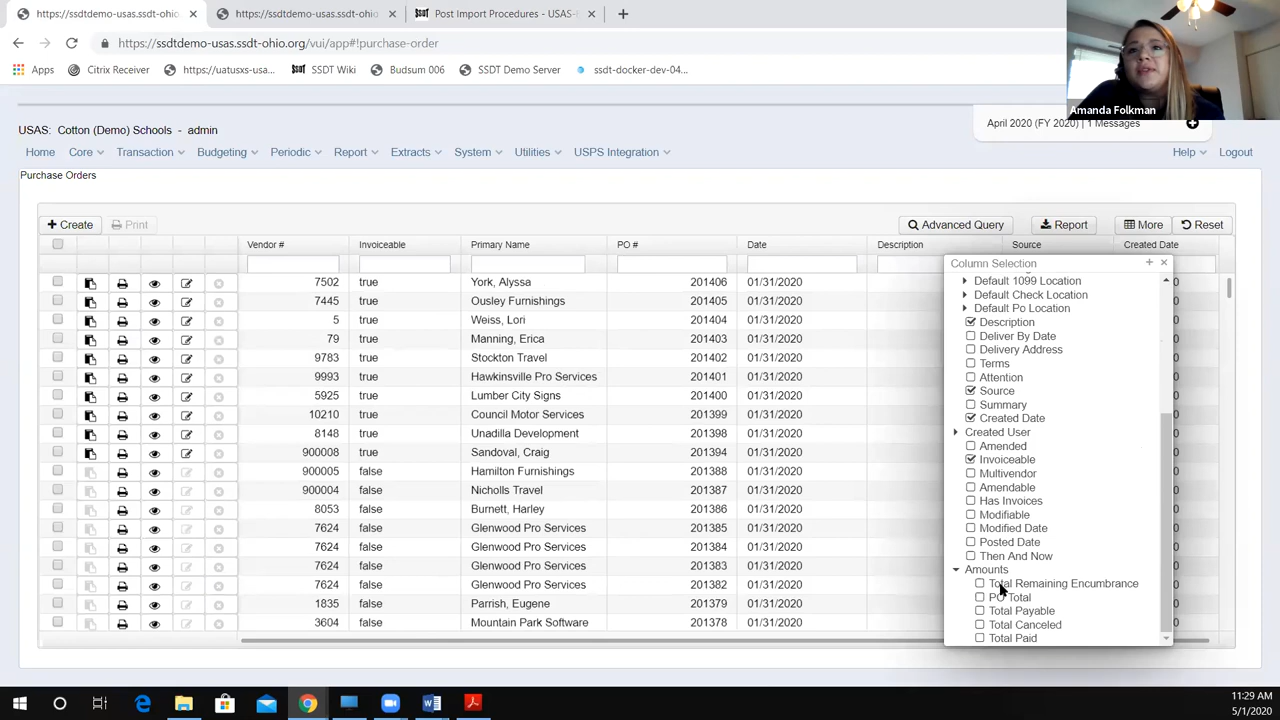 ssdtdemo-usas.ssdt-ohio.org/vu × ssdtdemo-usas.ssdt-ohio.org × Post Import Procedures - USAS- × +
https://ssdtdemo-usas.ssdt-ohio.org/vui/app#!purchase-order
Apps Citrix Receiver https://uatusxs-usa... SSDT Wiki Budsum 006 SSDT Demo Server ssdt-docker-dev-04...
Amanda Folkman
April 2020 (FY 2020) | 1 Messages
USAS: Cotton (Demo) Schools - admin
Home Core Transaction Budgeting Periodic Report Extracts System Utilities USPS Integration Help Logout
Purchase Orders
+ Create Print Advanced Query Report More Reset
Vendor # Invoiceable Primary Name PO # Date Description Source Created Date
7502 true York, Alyssa 201406 01/31/2020
7445 true Ousley Furnishings 201405 01/31/2020
5 true Weiss, Lori 201404 01/31/2020
79 true Manning, Erica 201403 01/31/2020
9783 true Stockton Travel 201402 01/31/2020
9993 true Hawkinsville Pro Services 201401 01/31/2020
5925 true Lumber City Signs 201400 01/31/2020
10210 true Council Motor Services 201399 01/31/2020
8148 true Unadilla Development 201398 01/31/2020
900008 true Sandoval, Craig 201394 01/31/2020
900005 false Hamilton Furnishings 201388 01/31/2020
900004 false Nicholls Travel 201387 01/31/2020
8053 false Burnett, Harley 201386 01/31/2020
7624 false Glenwood Pro Services 201385 01/31/2020
7624 false Glenwood Pro Services 201384 01/31/2020
7624 false Glenwood Pro Services 201383 01/31/2020
7624 false Glenwood Pro Services 201382 01/31/2020
1835 false Parrish, Eugene 201379 01/31/2020
3604 false Mountain Park Software 201378 01/31/2020
Column Selection + ×
Default 1099 Location
Default Check Location
Default Po Location
Description
Deliver By Date
Delivery Address
Terms
Attention
Source
Summary
Created Date
Created User
Amended
Invoiceable
Multivendor
Amendable
Has Invoices
Modifiable
Modified Date
Posted Date
Then And Now
Amounts
Total Remaining Encumbrance
PO Total
Total Payable
Total Canceled
Total Paid
11:29 AM
5/1/2020